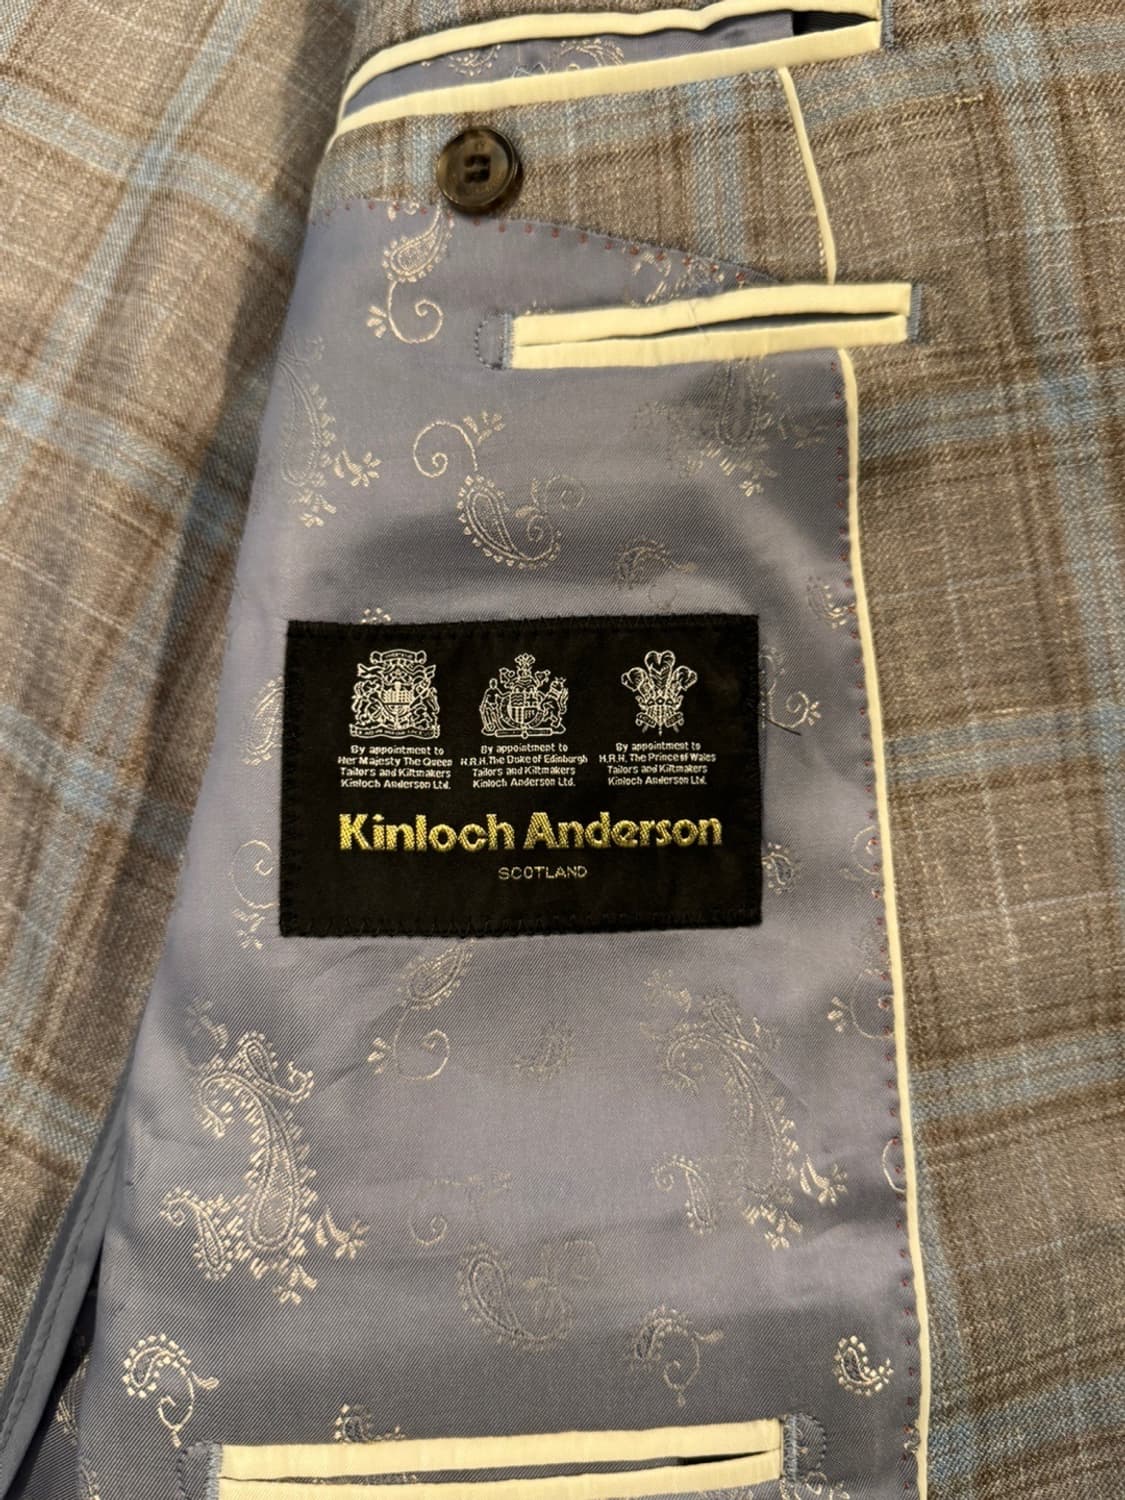 By appointment to
Her Majesty The Queen
Tailors and Kiltmakers
Kinloch Anderson Ltd.
By appointment to
H.R.H. The Duke of Edinburgh
Tailors and Kiltmakers
Kinloch Anderson Ltd.
By appointment to
H.R.H. The Prince of Wales
Tailors and Kiltmakers
Kinloch Anderson Ltd.
Kinloch Anderson
SCOTLAND